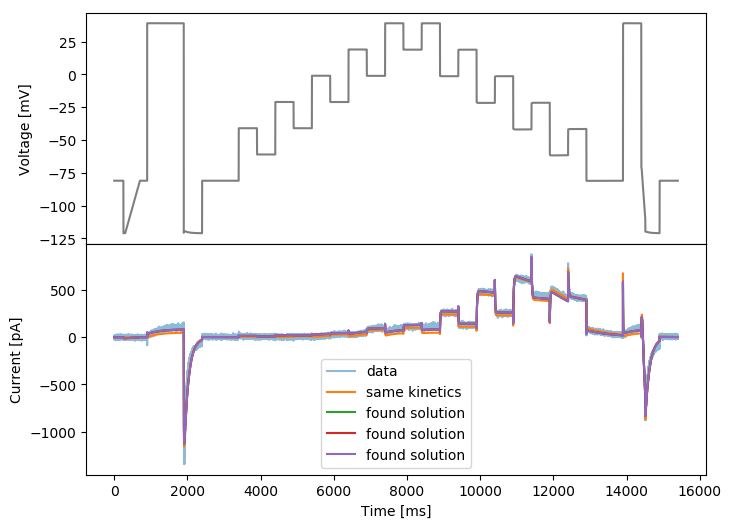 25
0
−25
−50
−75
−100
−125
Voltage [mV]
500
0
−500
−1000
Current [pA]
data
same kinetics
found solution
found solution
found solution
0 2000 4000 6000 8000 10000 12000 14000 16000
Time [ms]